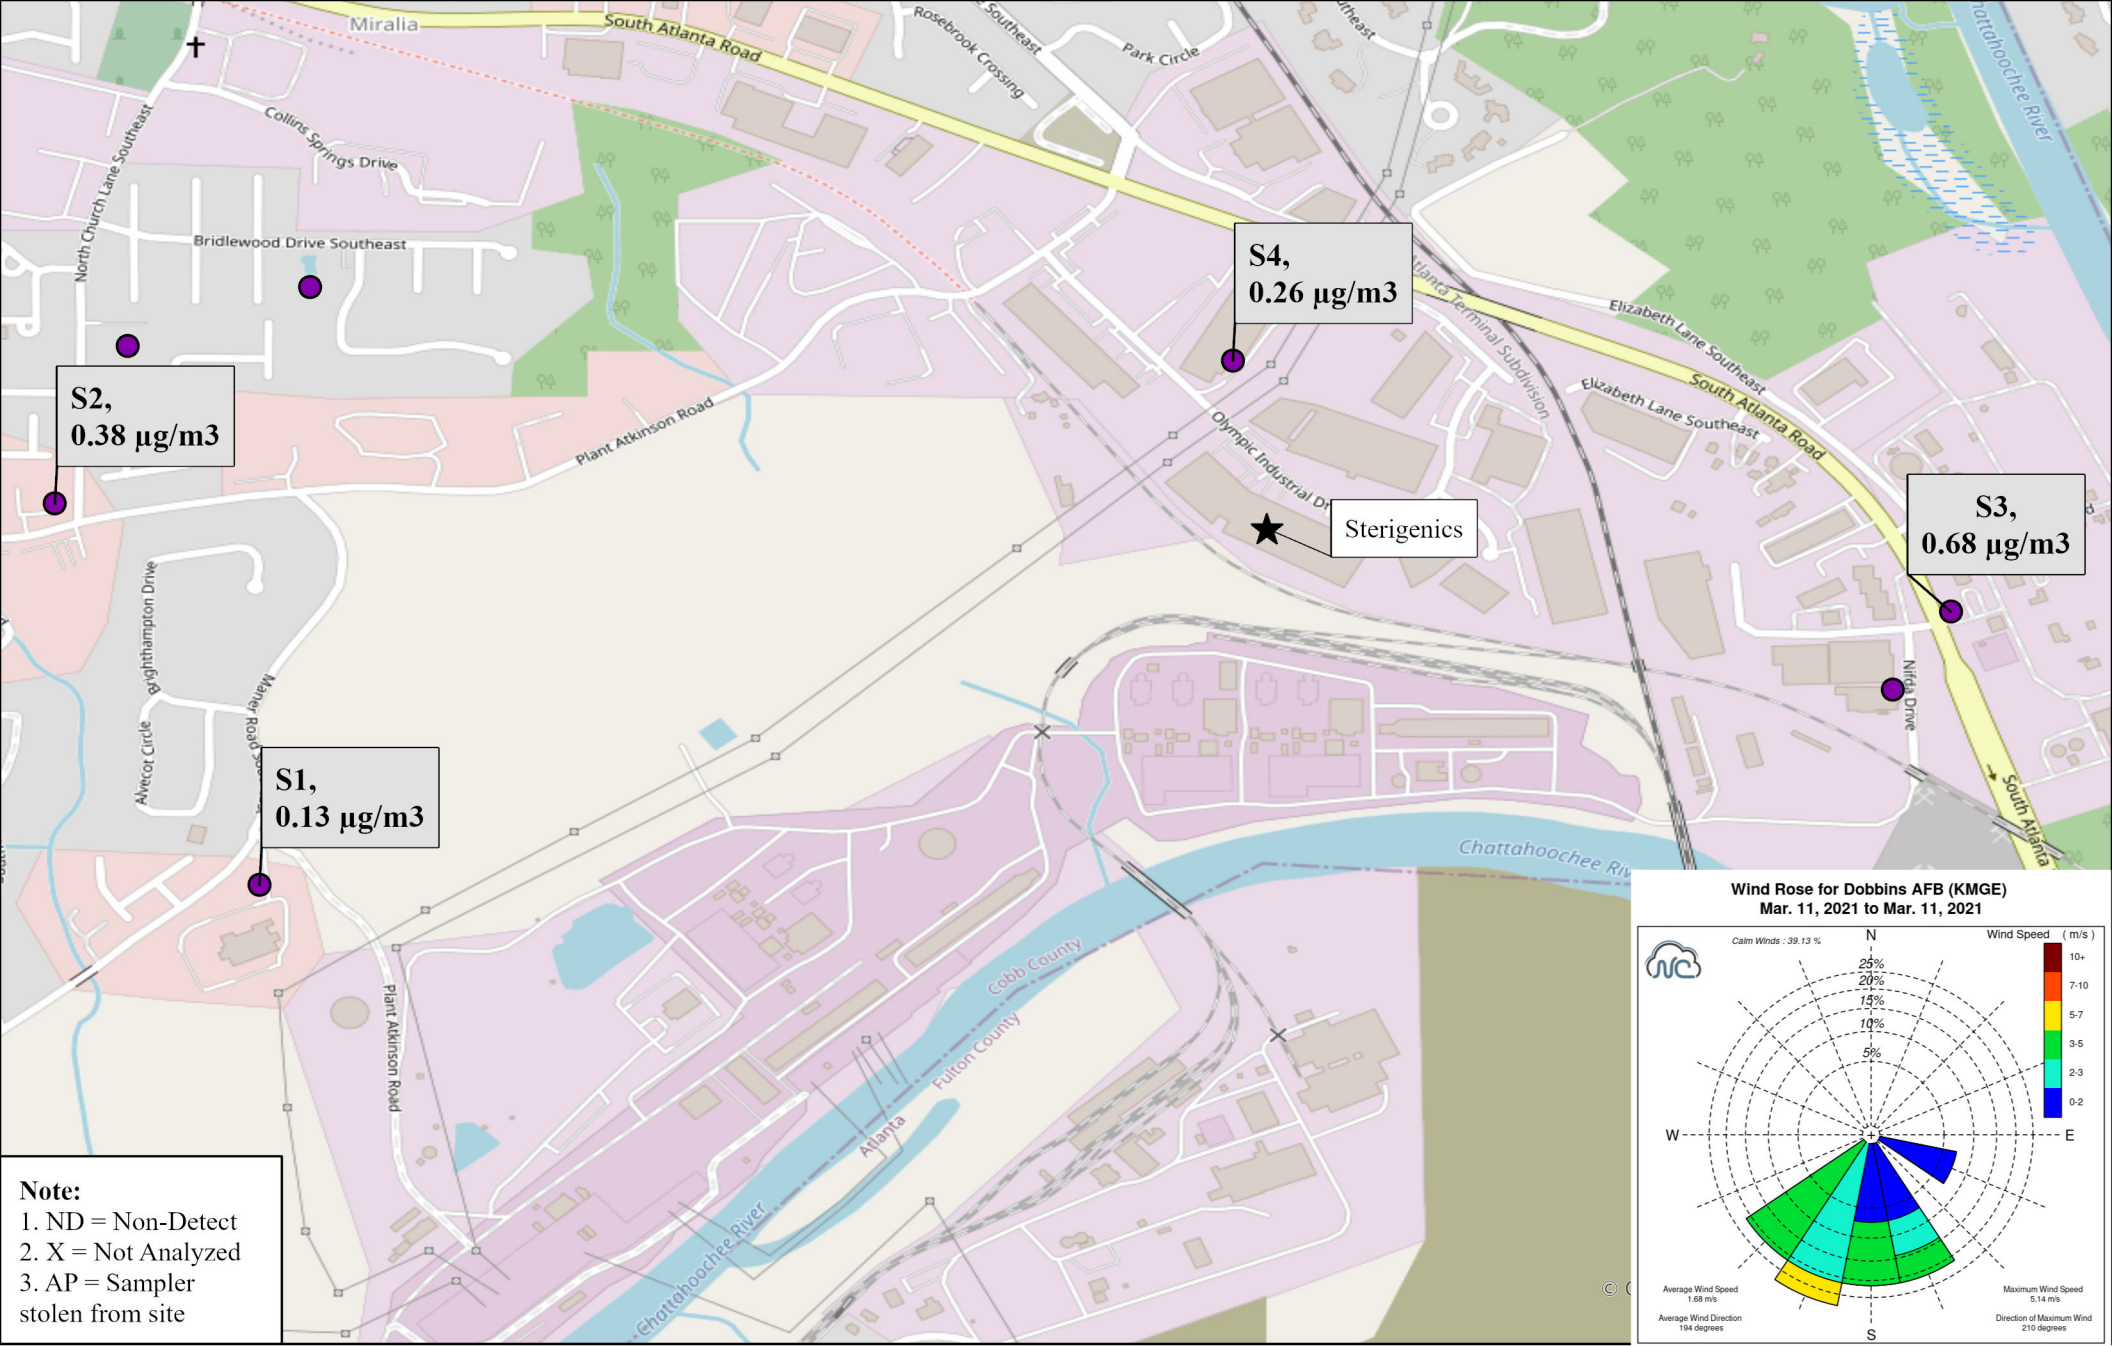 Miralia
South Atlanta Road
Rosebrook Crossing
Southeast
Park Circle
Chattahoochee River
Collins Springs Drive
North Church Lane Southeast
Bridlewood Drive Southeast
S4,
0.26 µg/m3
Atlanta Terminal Subdivision
Elizabeth Lane Southeast
Elizabeth Lane Southeast
South Atlanta Road
S2,
0.38 µg/m3
Plant Atkinson Road
Olympic Industrial Dr
Sterigenics
S3,
0.68 µg/m3
Brighthampton Drive
Alvecot Circle
Maner Road
Nifda Drive
South Atlanta
S1,
0.13 µg/m3
Chattahoochee Riv
Cobb County
Fulton County
Atlanta
Plant Atkinson Road
Chattahoochee River
Note:
1. ND = Non-Detect
2. X = Not Analyzed
3. AP = Sampler
stolen from site
©
Wind Rose for Dobbins AFB (KMGE)
Mar. 11, 2021 to Mar. 11, 2021
NC
Calm Winds : 39.13 %
N
Wind Speed ( m/s )
25%
20%
15%
10%
5%
10+
7-10
5-7
3-5
2-3
0-2
W
E
S
Average Wind Speed
1.68 m/s
Average Wind Direction
194 degrees
Maximum Wind Speed
5.14 m/s
Direction of Maximum Wind
210 degrees